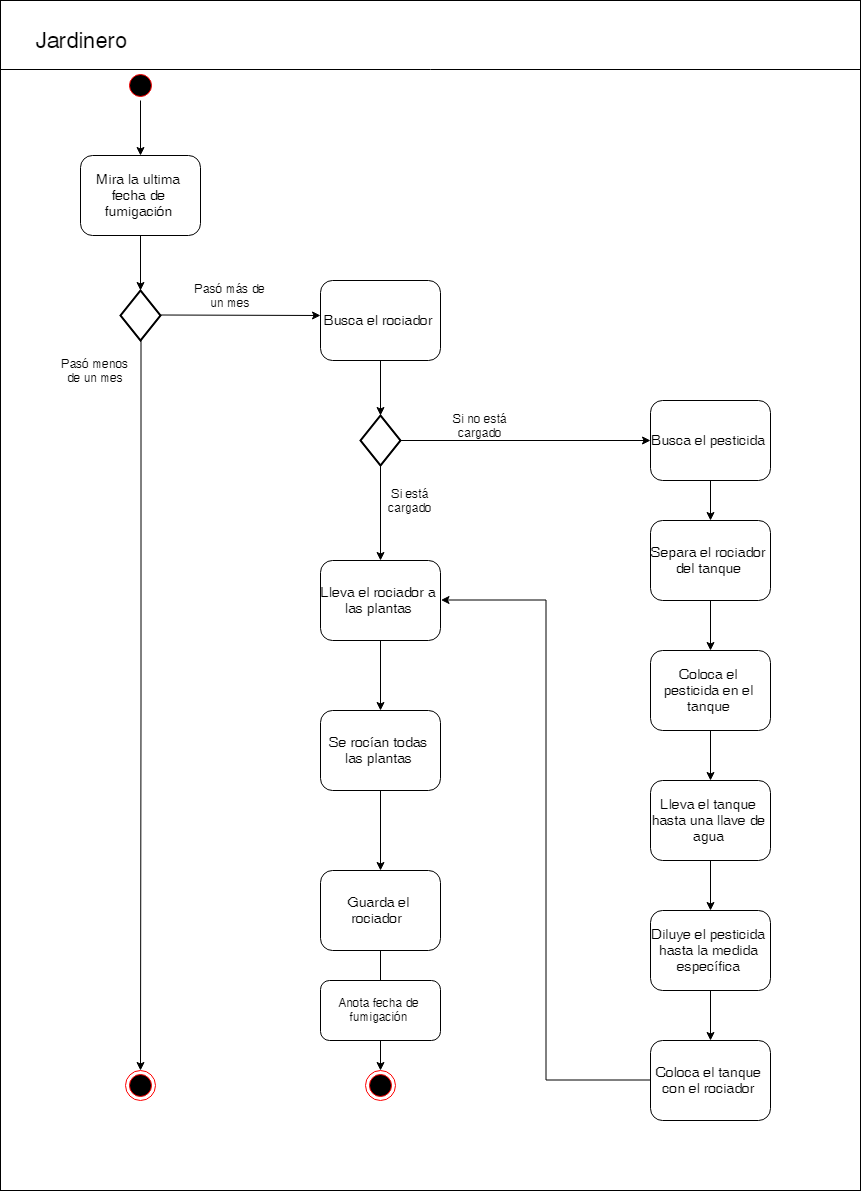 Jardinero
Mira la ultima
fecha de
fumigación
Pasó más de
un mes
Busca el rociador
Pasó menos
de un mes
Si no está
cargado
Busca el pesticida
Si está
cargado
Separa el rociador
del tanque
Lleva el rociador a
las plantas
Coloca el
pesticida en el
tanque
Se rocían todas
las plantas
Lleva el tanque
hasta una llave de
agua
Guarda el
rociador
Diluye el pesticida
hasta la medida
específica
Anota fecha de
fumigación
Coloca el tanque
con el rociador